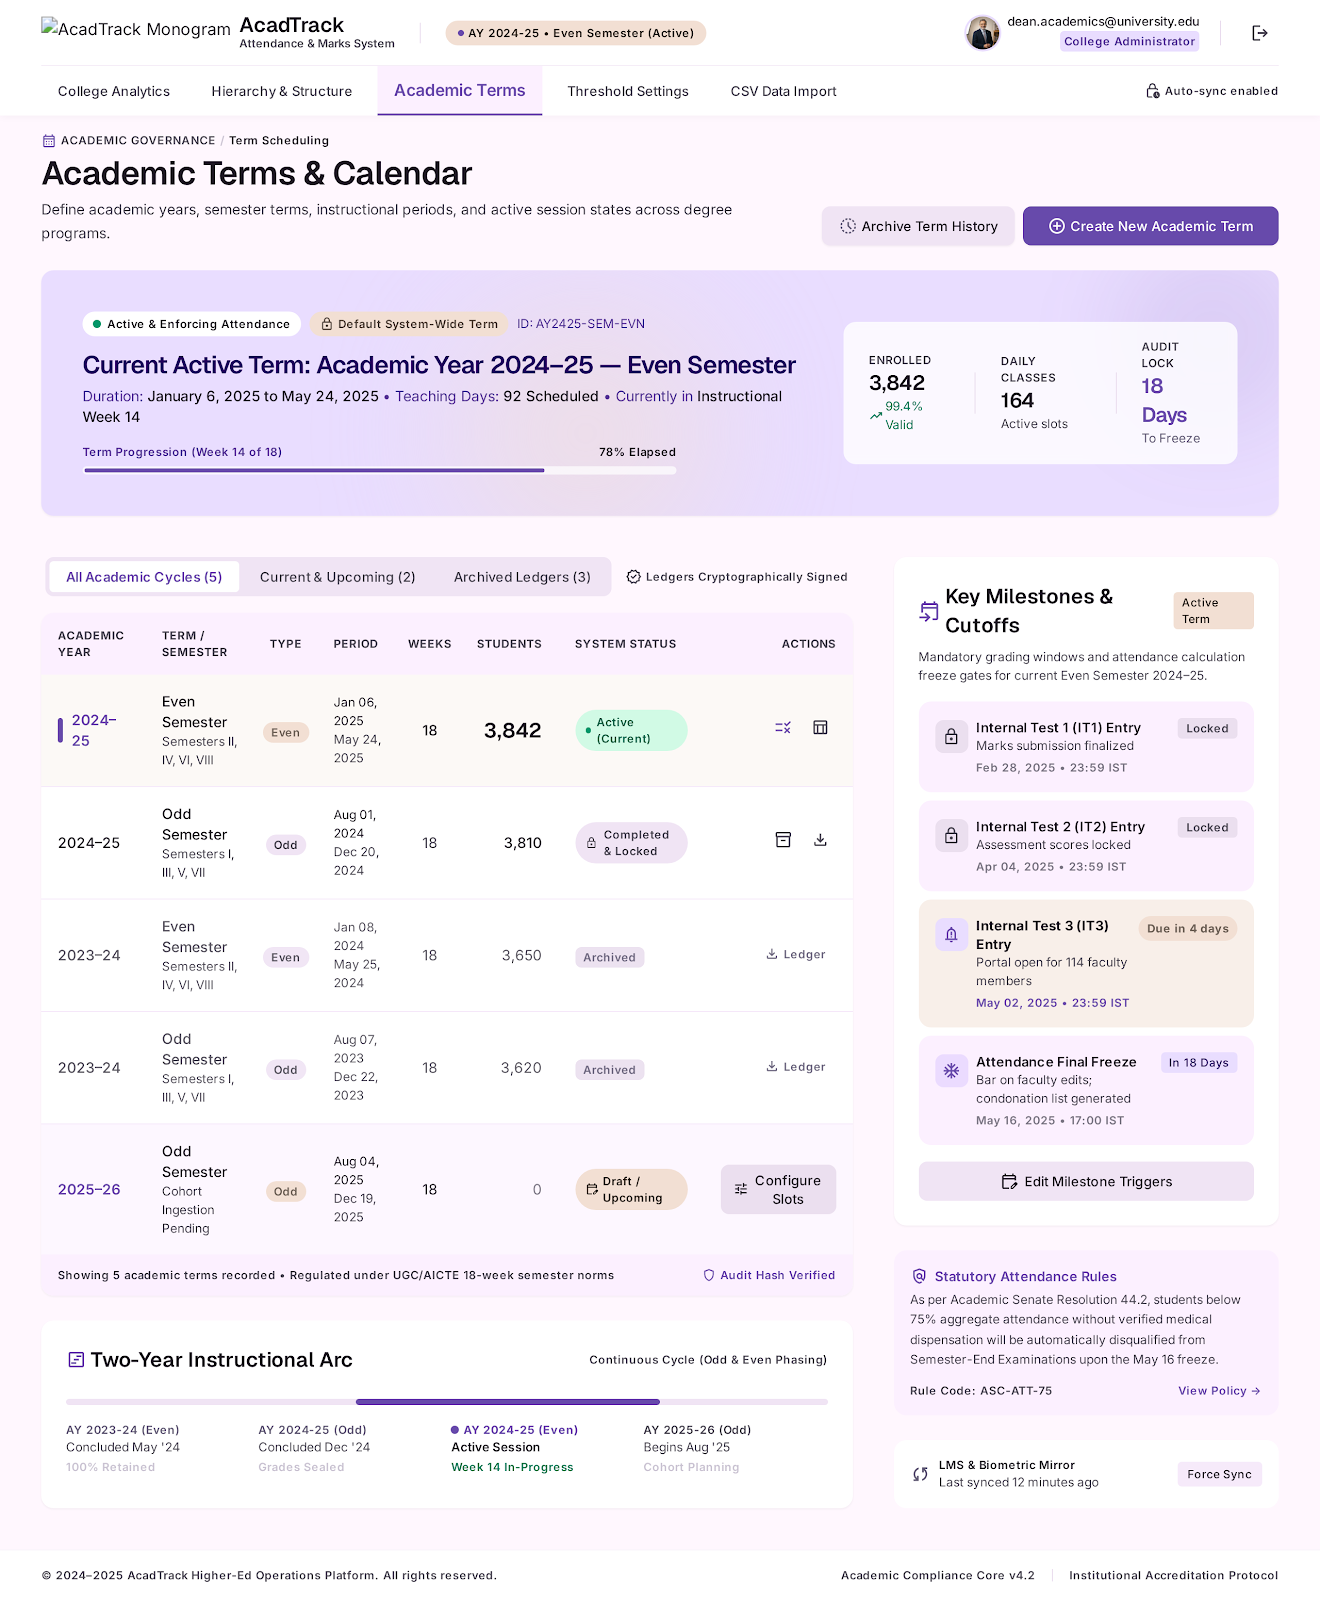 AcadTrack Monogram
AcadTrack
Attendance & Marks System
AY 2024-25 • Even Semester (Active)
dean.academics@university.edu
College Administrator
College Analytics
Hierarchy & Structure
Academic Terms
Threshold Settings
CSV Data Import
Auto-sync enabled
ACADEMIC GOVERNANCE / Term Scheduling
Academic Terms & Calendar
Define academic years, semester terms, instructional periods, and active session states across degree
programs.
Archive Term History
Create New Academic Term
Active & Enforcing Attendance
Default System-Wide Term
ID: AY2425-SEM-EVN
Current Active Term: Academic Year 2024–25 — Even Semester
Duration: January 6, 2025 to May 24, 2025 • Teaching Days: 92 Scheduled • Currently in Instructional
Week 14
Term Progression (Week 14 of 18)
78% Elapsed
ENROLLED
3,842
99.4%
Valid
DAILY
CLASSES
164
Active slots
AUDIT
LOCK
18
Days
To Freeze
All Academic Cycles (5)
Current & Upcoming (2)
Archived Ledgers (3)
Ledgers Cryptographically Signed
ACADEMIC
YEAR
TERM /
SEMESTER
TYPE
PERIOD
WEEKS
STUDENTS
SYSTEM STATUS
ACTIONS
2024–
25
Even
Semester
Semesters II,
IV, VI, VIII
Even
Jan 06,
2025
May 24,
2025
18
3,842
Active
(Current)
2024–25
Odd
Semester
Semesters I,
III, V, VII
Odd
Aug 01,
2024
Dec 20,
2024
18
3,810
Completed
& Locked
2023–24
Even
Semester
Semesters II,
IV, VI, VIII
Even
Jan 08,
2024
May 25,
2024
18
3,650
Archived
Ledger
2023–24
Odd
Semester
Semesters I,
III, V, VII
Odd
Aug 07,
2023
Dec 22,
2023
18
3,620
Archived
Ledger
2025–26
Odd
Semester
Cohort
Ingestion
Pending
Odd
Aug 04,
2025
Dec 19,
2025
18
0
Draft /
Upcoming
Configure
Slots
Showing 5 academic terms recorded • Regulated under UGC/AICTE 18-week semester norms
Audit Hash Verified
Two-Year Instructional Arc
Continuous Cycle (Odd & Even Phasing)
AY 2023-24 (Even)
Concluded May '24
100% Retained
AY 2024-25 (Odd)
Concluded Dec '24
Grades Sealed
AY 2024-25 (Even)
Active Session
Week 14 In-Progress
AY 2025-26 (Odd)
Begins Aug '25
Cohort Planning
Key Milestones &
Cutoffs
Active
Term
Mandatory grading windows and attendance calculation
freeze gates for current Even Semester 2024–25.
Internal Test 1 (IT1) Entry
Marks submission finalized
Feb 28, 2025 • 23:59 IST
Locked
Internal Test 2 (IT2) Entry
Assessment scores locked
Apr 04, 2025 • 23:59 IST
Locked
Internal Test 3 (IT3)
Entry
Portal open for 114 faculty
members
May 02, 2025 • 23:59 IST
Due in 4 days
Attendance Final Freeze
Bar on faculty edits;
condonation list generated
May 16, 2025 • 17:00 IST
In 18 Days
Edit Milestone Triggers
Statutory Attendance Rules
As per Academic Senate Resolution 44.2, students below
75% aggregate attendance without verified medical
dispensation will be automatically disqualified from
Semester-End Examinations upon the May 16 freeze.
Rule Code: ASC-ATT-75
View Policy →
LMS & Biometric Mirror
Last synced 12 minutes ago
Force Sync
© 2024–2025 AcadTrack Higher-Ed Operations Platform. All rights reserved.
Academic Compliance Core v4.2
Institutional Accreditation Protocol